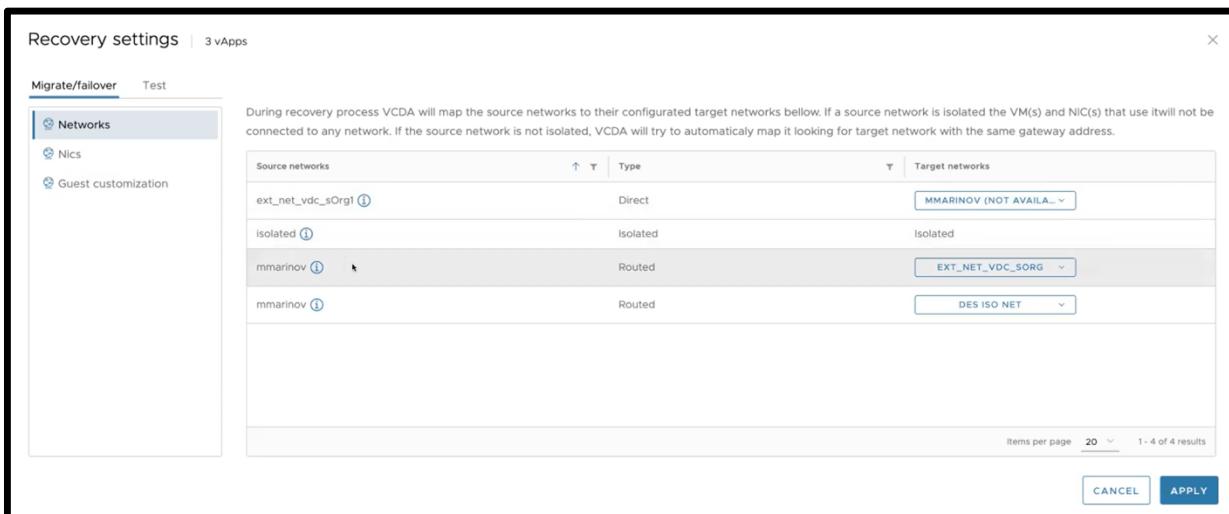 Recovery settings 3 vApps
Migrate/failover Test
Networks
Nics
Guest customization
During recovery process VCDA will map the source networks to their configured target networks bellow. If a source network is isolated the VM(s) and NIC(s) that use itwill not be
connected to any network. If the source network is not isolated, VCDA will try to automaticaly map it looking for target network with the same gateway address.
Source networks Type Target networks
ext_net_vdc_sOrg1 Direct MMARINOV (NOT AVAILA...
isolated Isolated Isolated
mmarinov Routed EXT_NET_VDC_SORG
mmarinov Routed DES ISO NET
Items per page 20 1 - 4 of 4 results
CANCEL APPLY